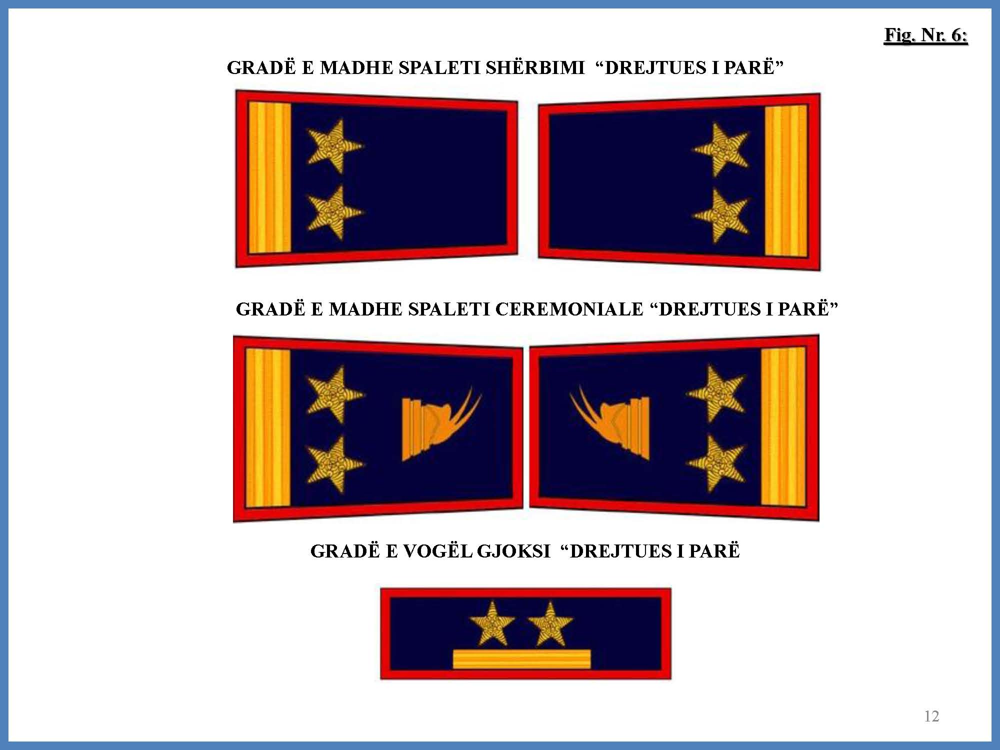 Fig. Nr. 6:
GRADË E MADHE SPALETI SHËRBIMI “DREJTUES I PARË”
GRADË E MADHE SPALETI CEREMONIALE “DREJTUES I PARË”
GRADË E VOGËL GJOKSI “DREJTUES I PARË
12